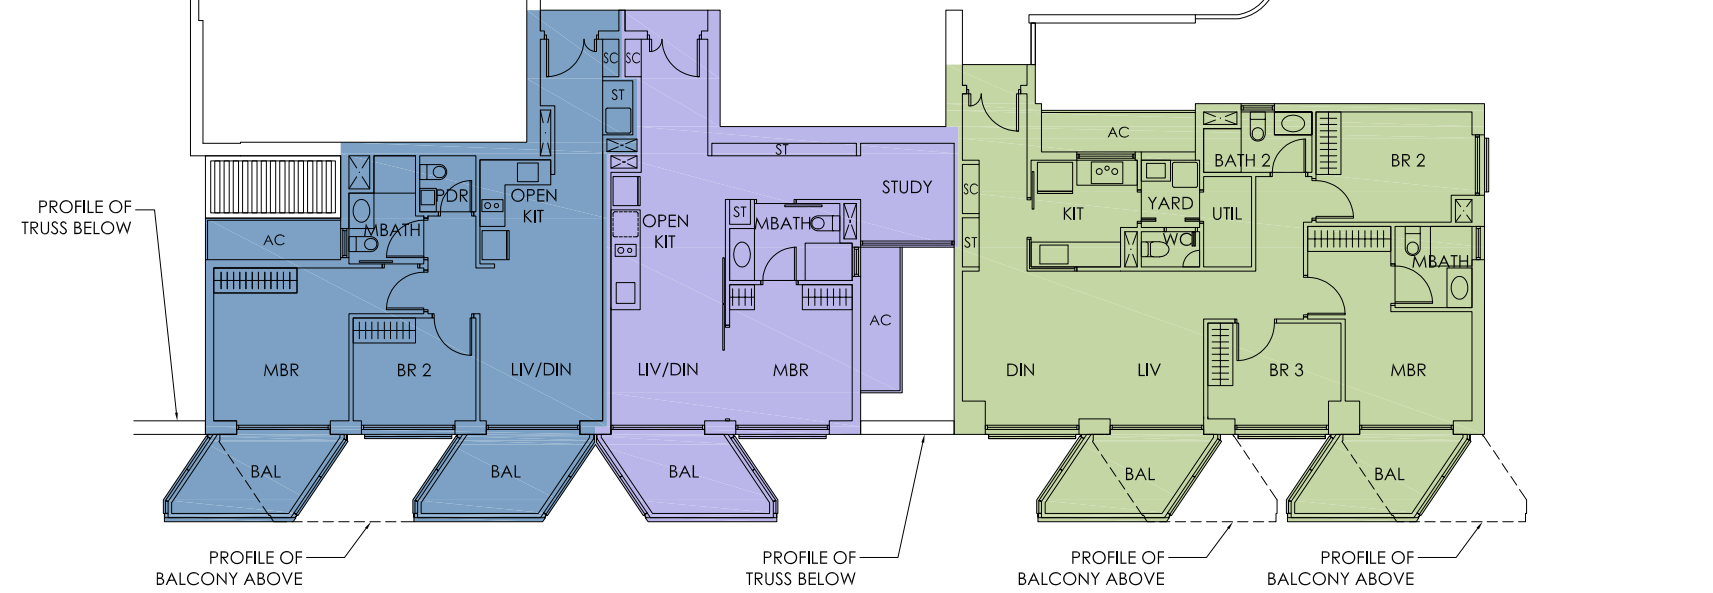 SC
SC
ST
AC
ST
BATH 2
BR 2
OPEN
KIT
PDR
STUDY
SC
KIT
YARD
UTIL
PROFILE OF
TRUSS BELOW
MBATH
AC
OPEN
KIT
ST
MBATH
ST
WC
MBATH
AC
MBR
BR 2
LIV/DIN
LIV/DIN
MBR
DIN
LIV
BR 3
MBR
BAL
BAL
BAL
BAL
BAL
PROFILE OF
BALCONY ABOVE
PROFILE OF
TRUSS BELOW
PROFILE OF
BALCONY ABOVE
PROFILE OF
BALCONY ABOVE